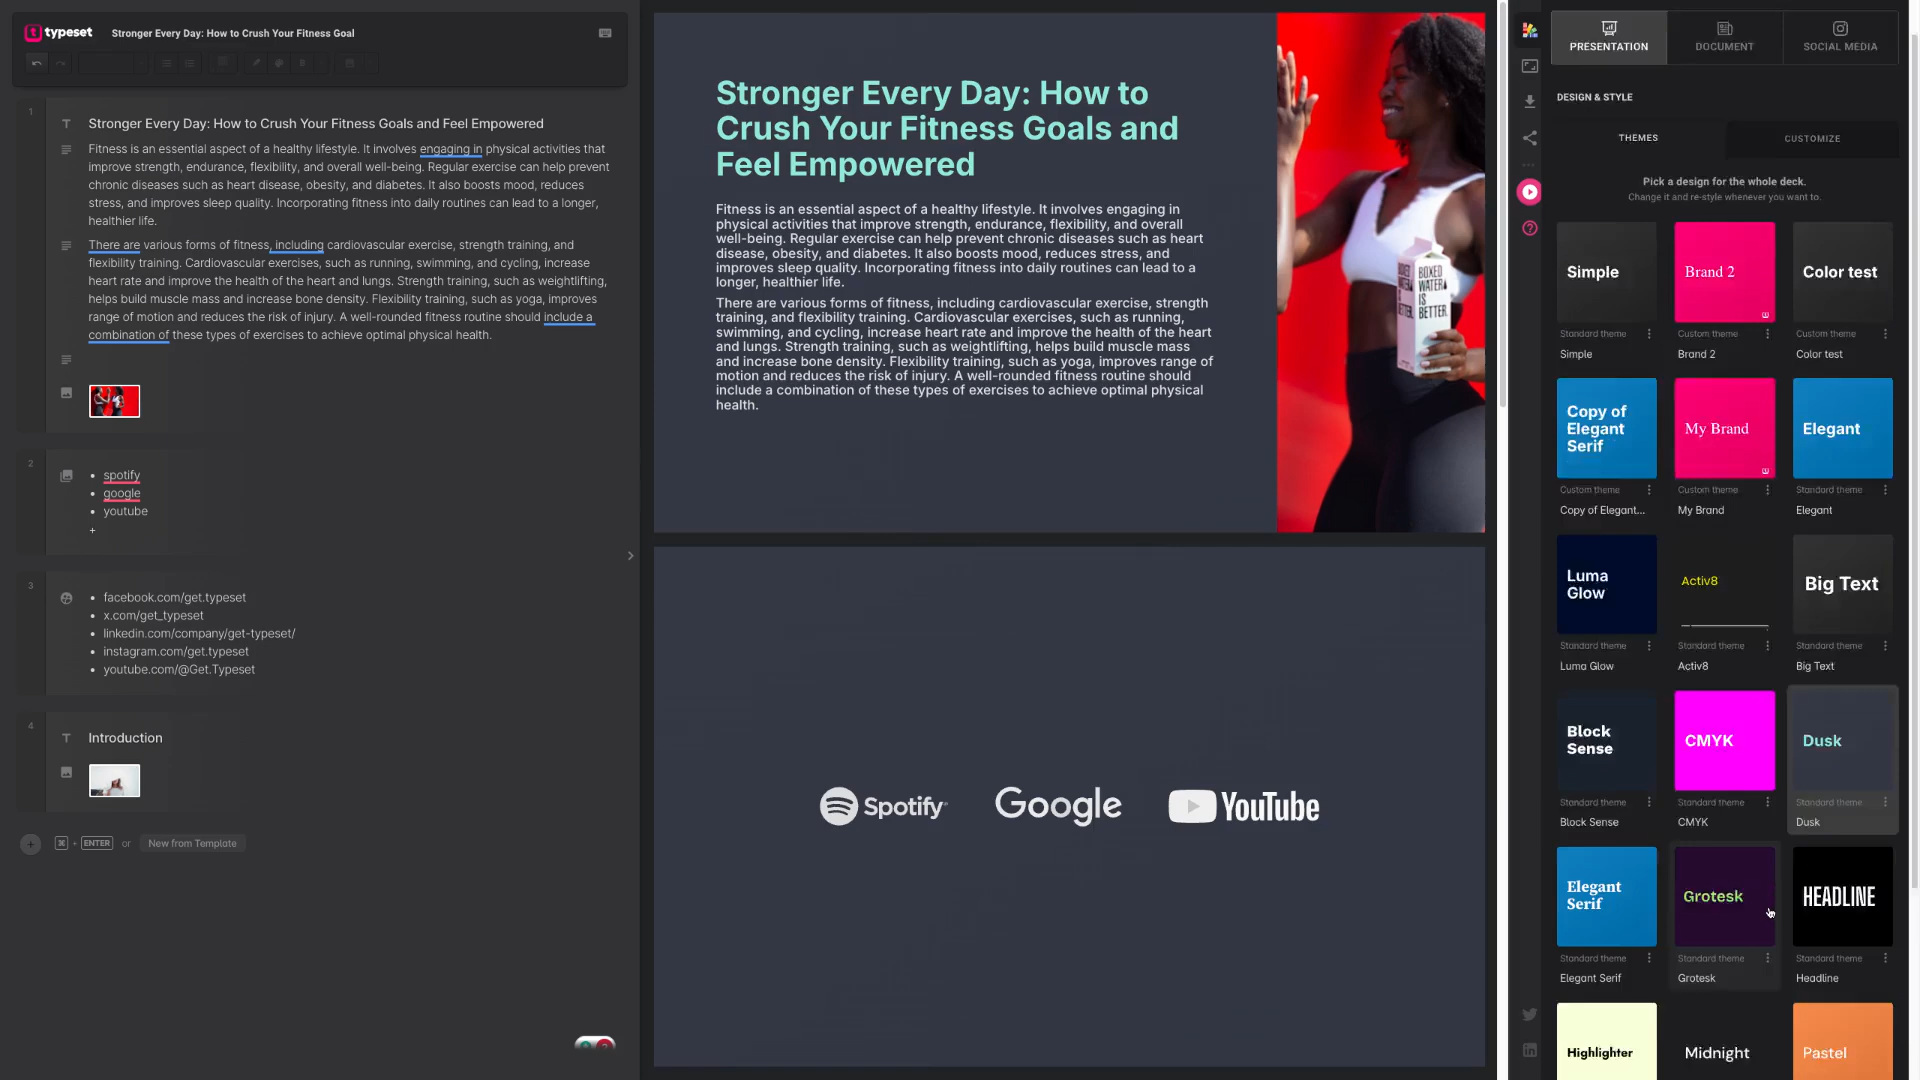 typeset
Stronger Every Day: How to Crush Your Fitness Goal
1
Stronger Every Day: How to Crush Your Fitness Goals and Feel Empowered
Fitness is an essential aspect of a healthy lifestyle. It involves engaging in physical activities that
improve strength, endurance, flexibility, and overall well-being. Regular exercise can help prevent
chronic diseases such as heart disease, obesity, and diabetes. It also boosts mood, reduces
stress, and improves sleep quality. Incorporating fitness into daily routines can lead to a longer,
healthier life.
There are various forms of fitness, including cardiovascular exercise, strength training, and
flexibility training. Cardiovascular exercises, such as running, swimming, and cycling, increase
heart rate and improve the health of the heart and lungs. Strength training, such as weightlifting,
helps build muscle mass and increase bone density. Flexibility training, such as yoga, improves
range of motion and reduces the risk of injury. A well-rounded fitness routine should include a
combination of these types of exercises to achieve optimal physical health.
2
• spotify
• google
• youtube
+
3
• facebook.com/get.typeset
• x.com/get_typeset
• linkedin.com/company/get-typeset/
• instagram.com/get.typeset
• youtube.com/@Get.Typeset
4
Introduction
⌘ + ENTER or New from Template
Stronger Every Day: How to
Crush Your Fitness Goals and
Feel Empowered
Fitness is an essential aspect of a healthy lifestyle. It involves engaging in
physical activities that improve strength, endurance, flexibility, and overall
well-being. Regular exercise can help prevent chronic diseases such as heart
disease, obesity, and diabetes. It also boosts mood, reduces stress, and
improves sleep quality. Incorporating fitness into daily routines can lead to a
longer, healthier life.
There are various forms of fitness, including cardiovascular exercise, strength
training, and flexibility training. Cardiovascular exercises, such as running,
swimming, and cycling, increase heart rate and improve the health of the heart
and lungs. Strength training, such as weightlifting, helps build muscle mass
and increase bone density. Flexibility training, such as yoga, improves range of
motion and reduces the risk of injury. A well-rounded fitness routine should
include a combination of these types of exercises to achieve optimal physical
health.
BOXED
WATER
IS
BETTER.
Spotify
Google
YouTube
PRESENTATION
DOCUMENT
SOCIAL MEDIA
DESIGN & STYLE
THEMES
CUSTOMIZE
Pick a design for the whole deck.
Change it and re-style whenever you want to.
Simple
Brand 2
Color test
Standard theme
Custom theme
Custom theme
Simple
Brand 2
Color test
Copy of
Elegant
Serif
My Brand
Elegant
Custom theme
Custom theme
Standard theme
Copy of Elegant...
My Brand
Elegant
Luma
Glow
Activ8
Big Text
Standard theme
Standard theme
Standard theme
Luma Glow
Activ8
Big Text
Block
Sense
CMYK
Dusk
Standard theme
Standard theme
Standard theme
Block Sense
CMYK
Dusk
Elegant
Serif
Grotesk
HEADLINE
Standard theme
Standard theme
Standard theme
Elegant Serif
Grotesk
Headline
Highlighter
Midnight
Pastel